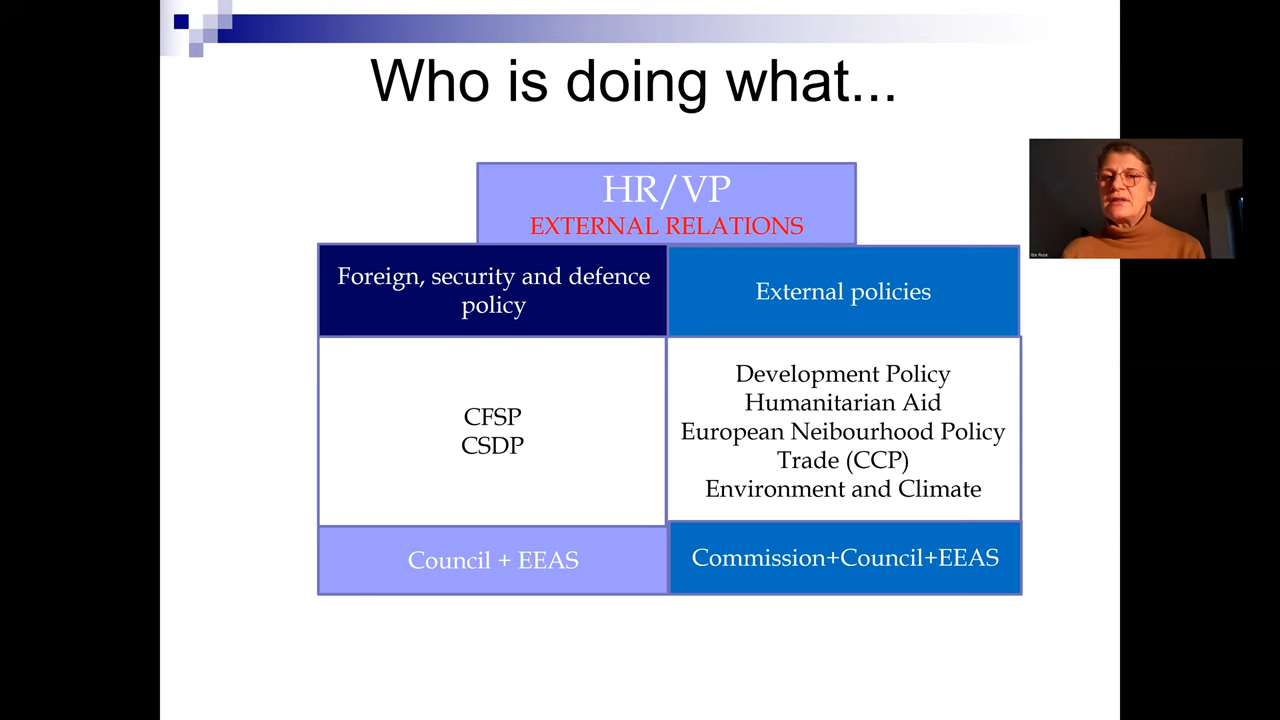 Who is doing what...
HR/VP
EXTERNAL RELATIONS
Foreign, security and defence
policy
External policies
CFSP
CSDP
Development Policy
Humanitarian Aid
European Neibourhood Policy
Trade (CCP)
Environment and Climate
Council + EEAS
Commission+Council+EEAS